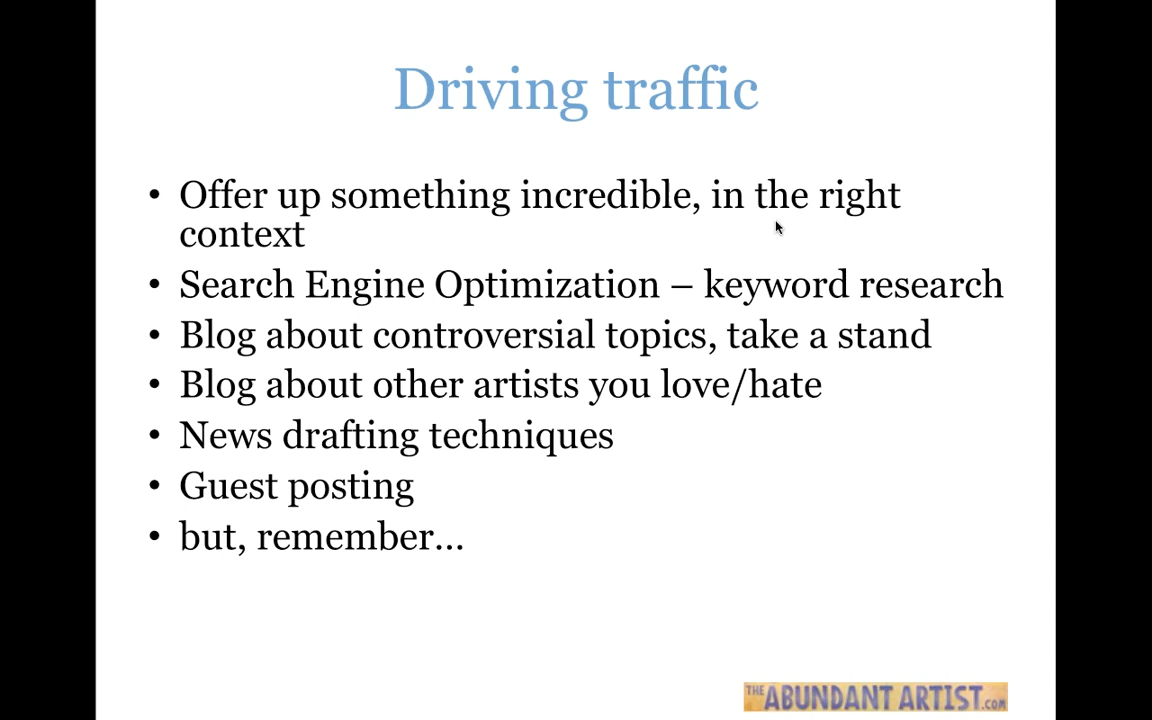 Driving traffic
• Offer up something incredible, in the right
context
• Search Engine Optimization – keyword research
• Blog about controversial topics, take a stand
• Blog about other artists you love/hate
• News drafting techniques
• Guest posting
• but, remember...
THE ABUNDANT ARTIST.com